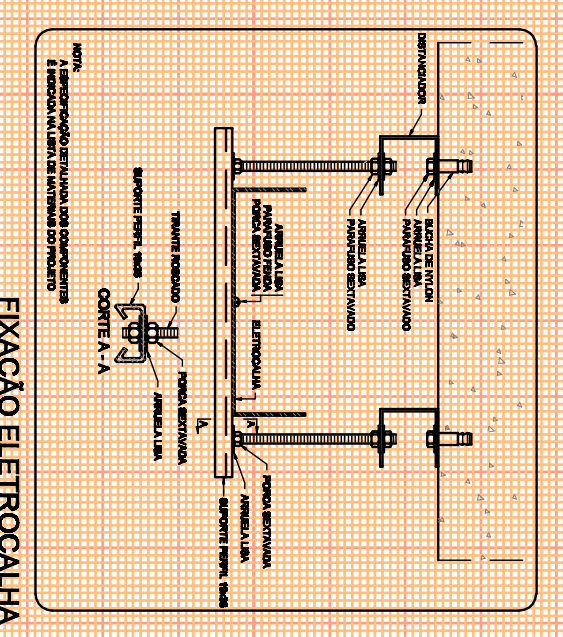 DISTANCIADOR
BUCHA DE NYLON
ARRUELA LISA
PARAFUSO SEXTAVADO
ARRUELA LISA
PARAFUSO SEXTAVADO
ARRUELA LISA
PARAFUSO FENDA
PORCA SEXTAVADA
ELETROCALHA
A
A
PORCA SEXTAVADA
ARRUELA LISA
SUPORTE PERFIL
TIRANTE ROSCADO
SUPORTE PERFIL
PORCA SEXTAVADA
ARRUELA LISA
CORTE A - A
NOTA:
A ESPECIFICAÇÃO DETALHADA DOS COMPONENTES
É INDICADA NA LISTA DE MATERIAIS DO PROJETO
FIXAÇÃO ELETROCALHA